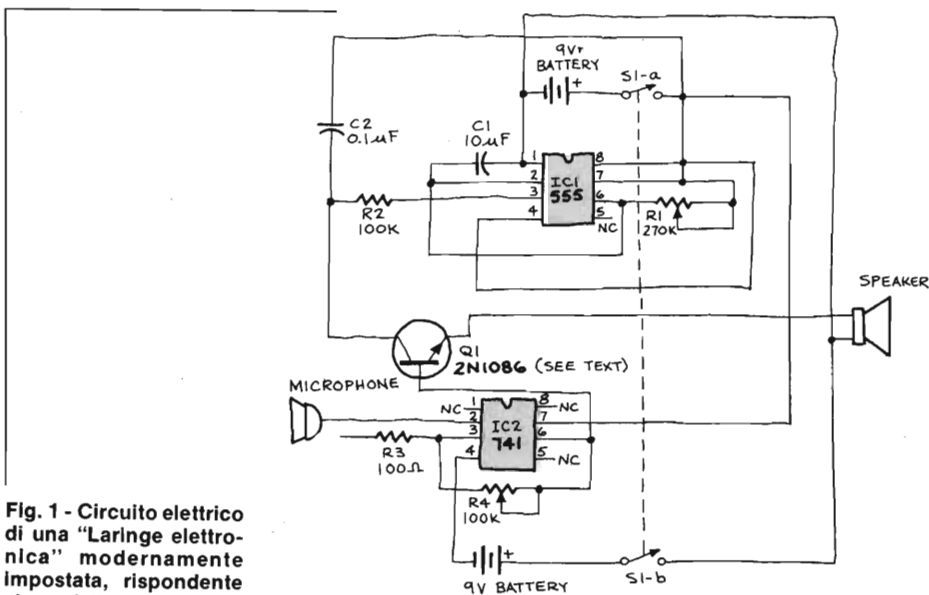 9V+
BATTERY
S1-a
C2
0.1µF
C1
10µF
1
2
3
4
IC1
555
8
7
6
5
NC
R2
100K
R1
270K
SPEAKER
Q1
2N1086 (SEE TEXT)
MICROPHONE
NC
1
2
3
4
IC2
741
8
7
6
5
NC
NC
R3
100Ω
R4
100K
+
9V BATTERY
S1-b
Fig. 1 - Circuito elettrico
di una “Laringe elettro-
nica” modernamente
impostata, rispondente